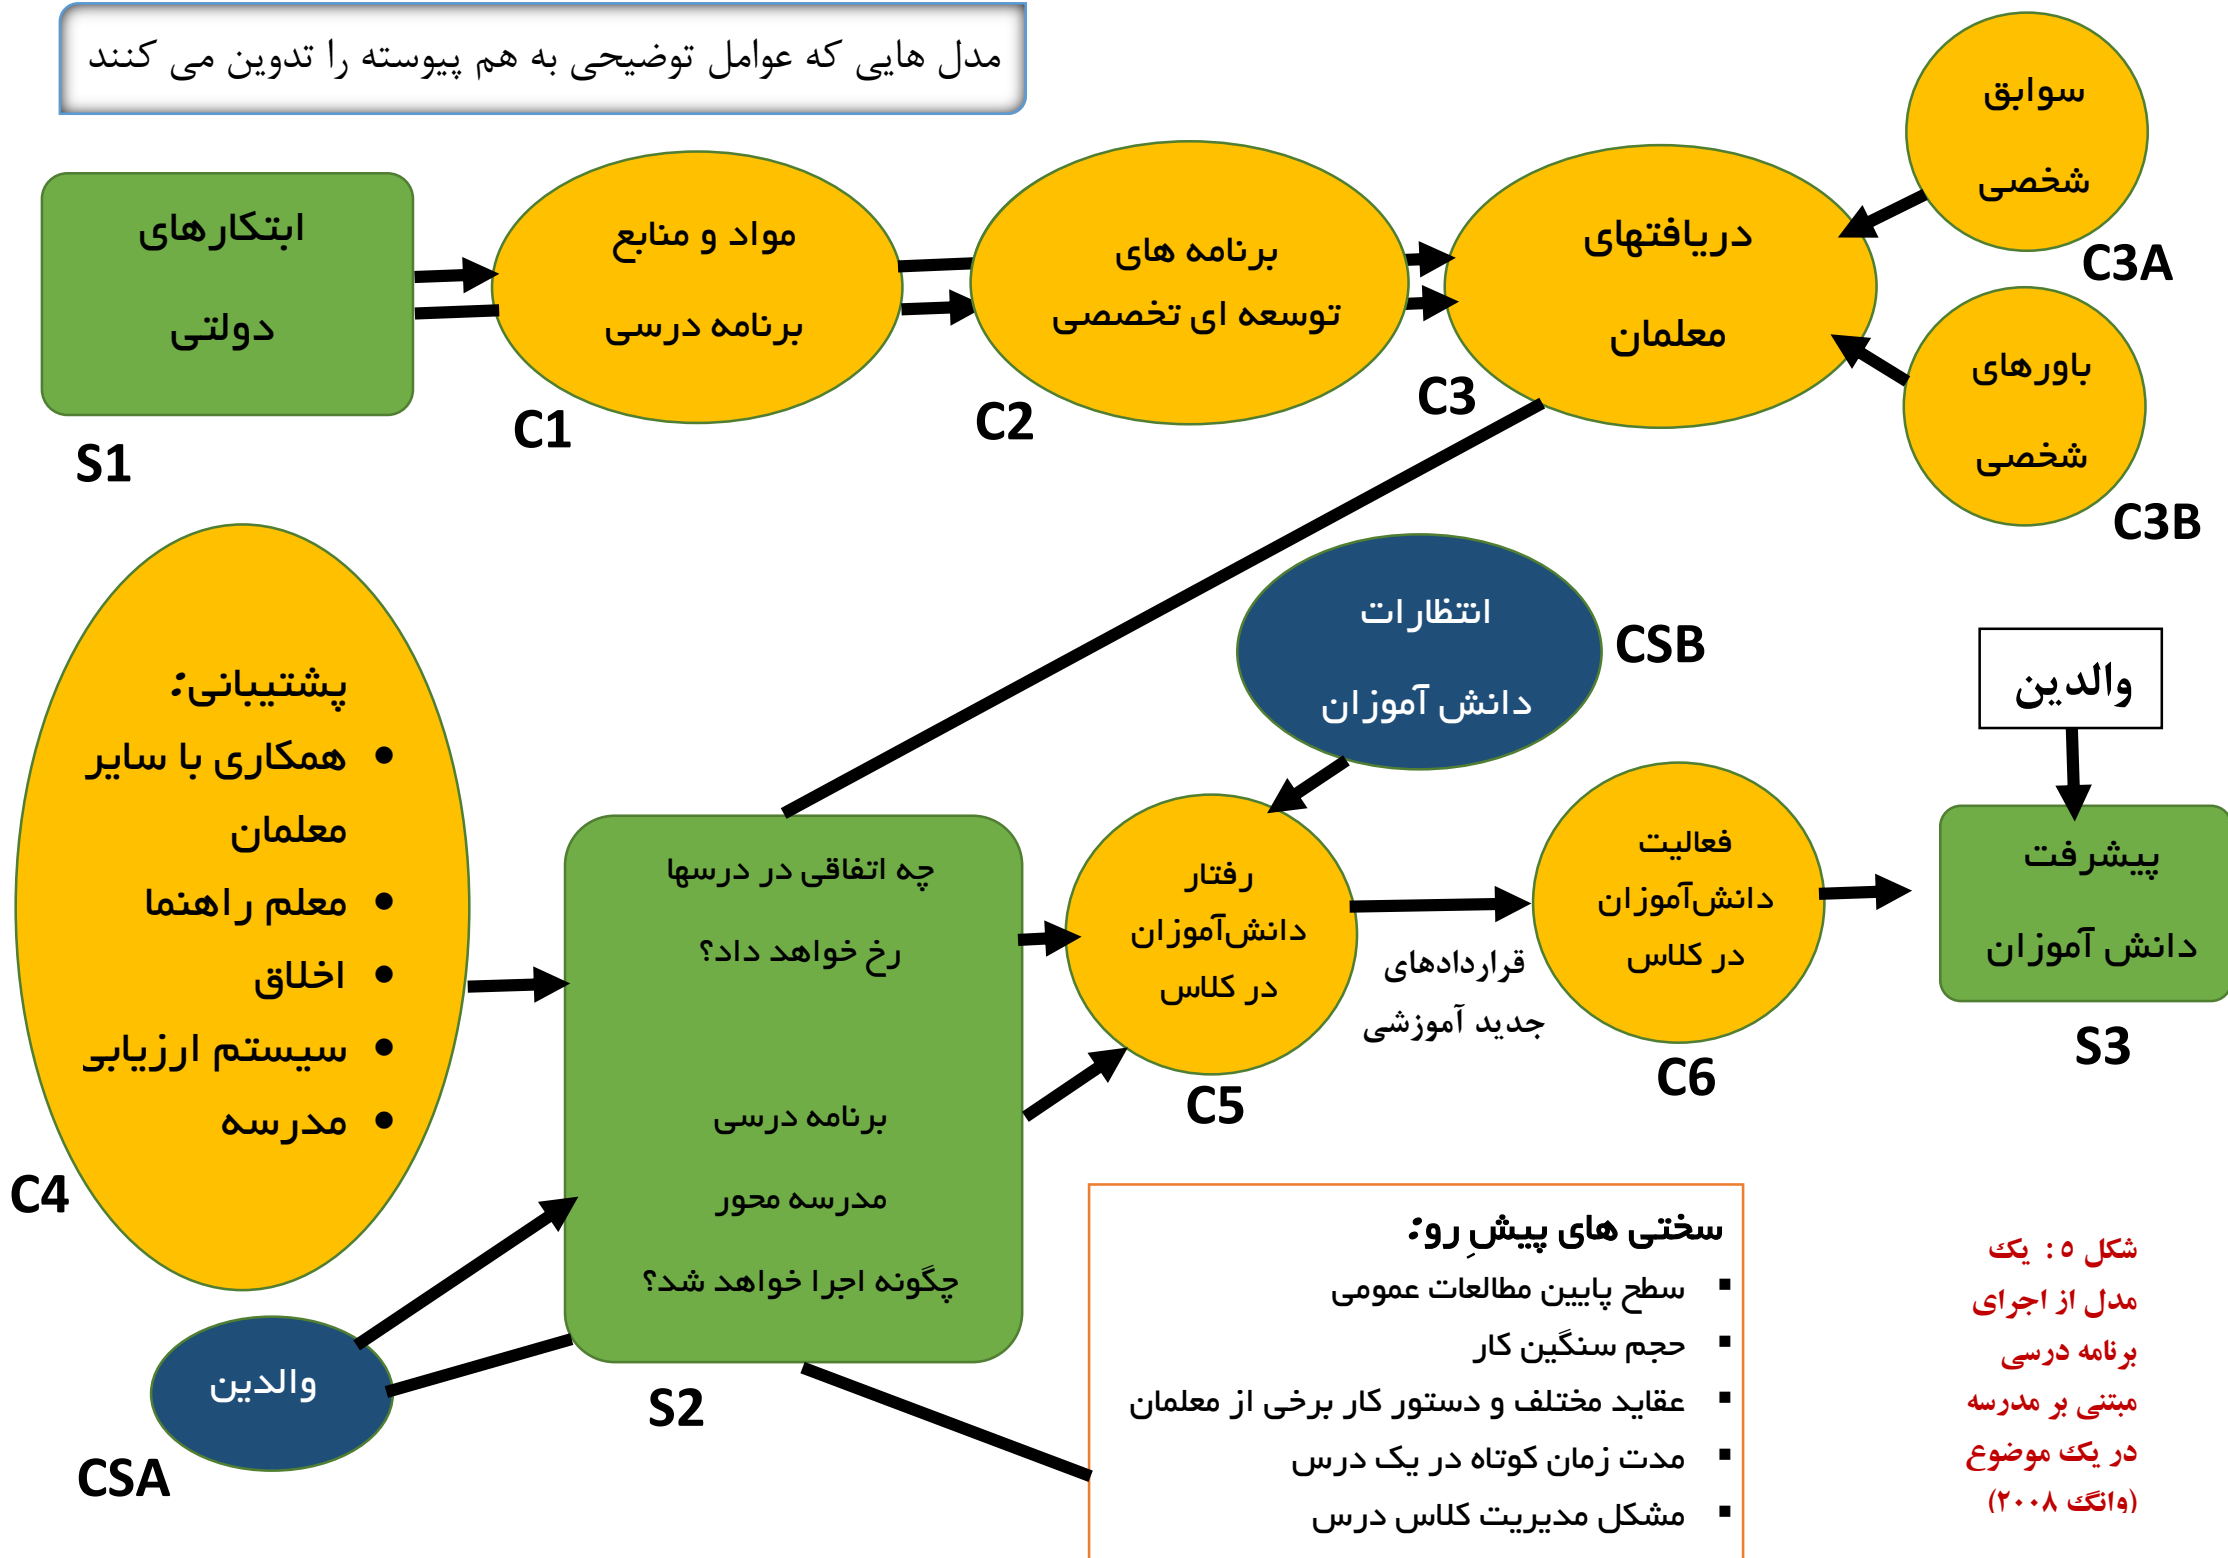 مدل هایی که عوامل توضیحی به هم پیوسته را تدوین می کنند
ابتکارهای
دولتی
S1
مواد و منابع
برنامه درسی
C1
برنامه های
توسعه ای تخصصی
C2
دریافتهای
معلمان
C3
سوابق
شخصی
C3A
باورهای
شخصی
C3B
پشتیبانی:
• همکاری با سایر
معلمان
• معلم راهنما
• اخلاق
• سیستم ارزیابی
• مدرسه
C4
والدین
CSA
چه اتفاقی در درسها
رخ خواهد داد؟
برنامه درسی
مدرسه محور
چگونه اجرا خواهد شد؟
S2
انتظارات
دانش آموزان
CSB
رفتار
دانش‌آموزان
در کلاس
C5
قراردادهای
جدید آموزشی
فعالیت
دانش‌آموزان
در کلاس
C6
والدین
پیشرفت
دانش آموزان
S3
سختی های پیشِ رو:
▪ سطح پایین مطالعات عمومی
▪ حجم سنگین کار
▪ عقاید مختلف و دستور کار برخی از معلمان
▪ مدت زمان کوتاه در یک درس
▪ مشکل مدیریت کلاس درس
شکل ۵ : یک
مدل از اجرای
برنامه درسی
مبتنی بر مدرسه
در یک موضوع
(وانگ ۲۰۰۸)